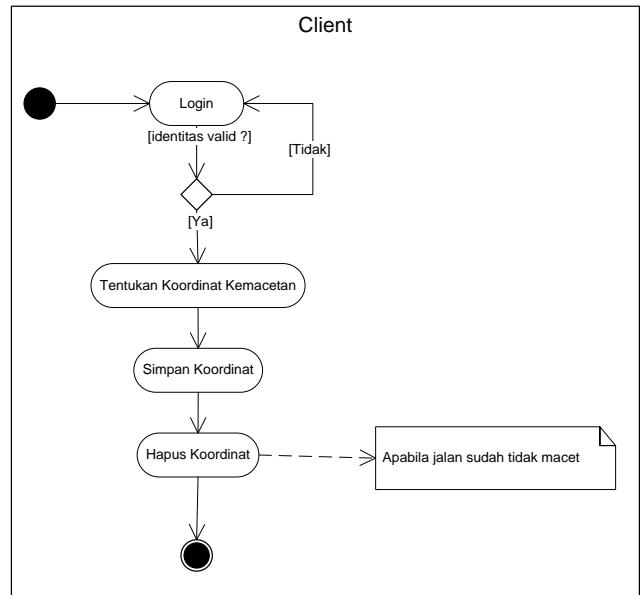 Client
Login
[identitas valid ?]
[Tidak]
[Ya]
Tentukan Koordinat Kemacetan
Simpan Koordinat
Hapus Koordinat
Apabila jalan sudah tidak macet